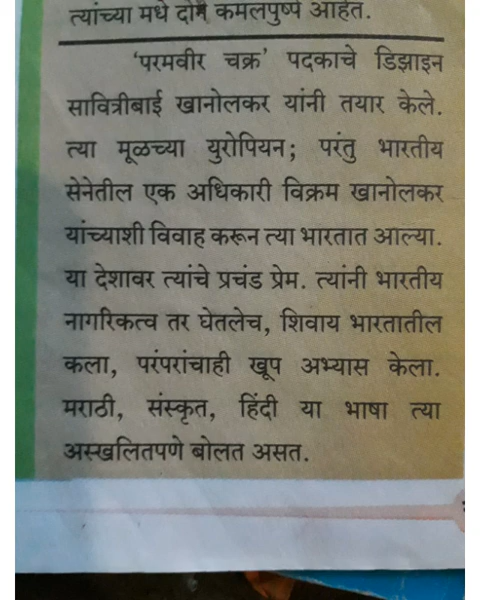 त्यांच्या मधे दोन कमलपुष्पे आहेत.
‘परमवीर चक्र’ पदकाचे डिझाइन
सावित्रीबाई खानोलकर यांनी तयार केले.
त्या मूळच्या युरोपियन; परंतु भारतीय
सेनेतील एक अधिकारी विक्रम खानोलकर
यांच्याशी विवाह करून त्या भारतात आल्या.
या देशावर त्यांचे प्रचंड प्रेम. त्यांनी भारतीय
नागरिकत्व तर घेतलेच, शिवाय भारतातील
कला, परंपरांचाही खूप अभ्यास केला.
मराठी, संस्कृत, हिंदी या भाषा त्या
अस्खलितपणे बोलत असत.